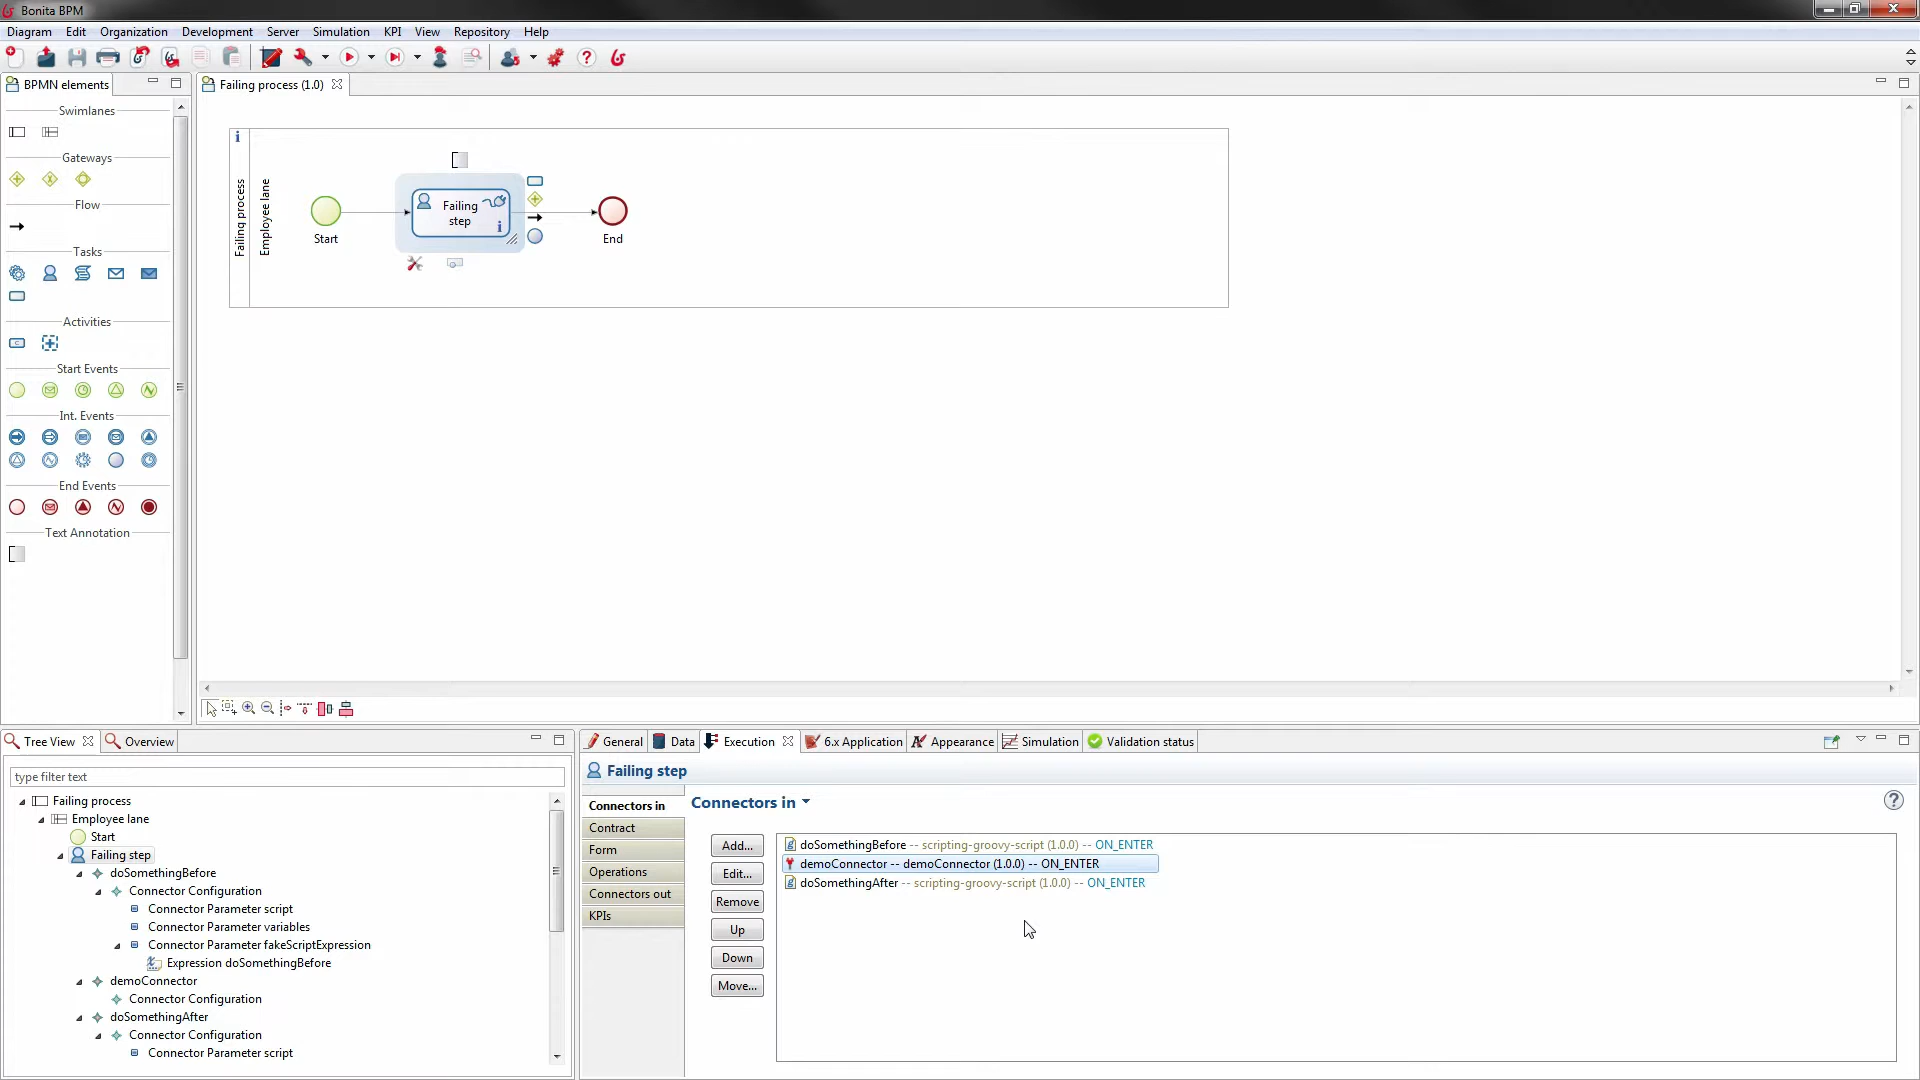 Bonita BPM
Diagram Edit Organization Development Server Simulation KPI View Repository Help
BPMN elements
Swimlanes
Gateways
Flow
Tasks
Activities
Start Events
Int. Events
End Events
Text Annotation
Failing process (1.0)
Failing process
Employee lane
Start
Failing
step
End
Tree View
Overview
type filter text
Failing process
Employee lane
Start
Failing step
doSomethingBefore
Connector Configuration
Connector Parameter script
Connector Parameter variables
Connector Parameter fakeScriptExpression
Expression doSomethingBefore
demoConnector
Connector Configuration
doSomethingAfter
Connector Configuration
Connector Parameter script
General Data Execution 6.x Application Appearance Simulation Validation status
Failing step
Connectors in
Contract
Form
Operations
Connectors out
KPIs
Connectors in
Add...
Edit...
Remove
Up
Down
Move...
doSomethingBefore -- scripting-groovy-script (1.0.0) -- ON_ENTER
demoConnector -- demoConnector (1.0.0) -- ON_ENTER
doSomethingAfter -- scripting-groovy-script (1.0.0) -- ON_ENTER